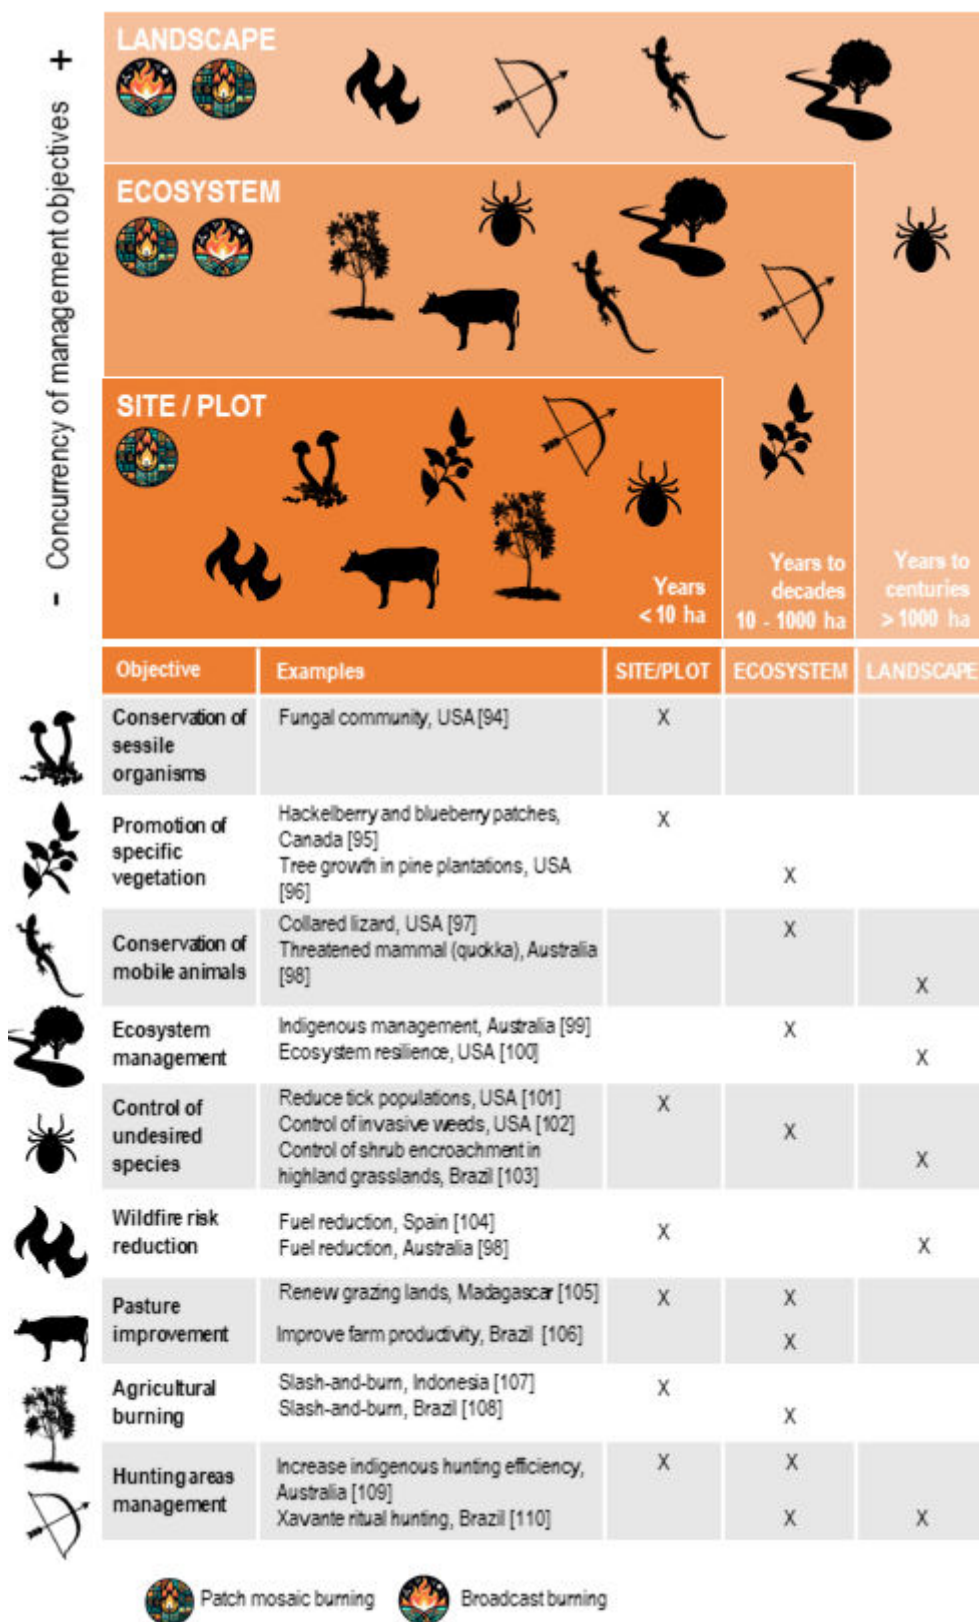 - Concurrency of management objectives +
LANDSCAPE
ECOSYSTEM
SITE / PLOT
Years
< 10 ha
Years to
decades
10 - 1000 ha
Years to
centuries
> 1000 ha
Objective Examples SITE/PLOT ECOSYSTEM LANDSCAPE
Conservation of
sessile
organisms
Fungal community, USA [94] X
Promotion of
specific
vegetation
Hackelberry and blueberry patches, X
Canada [95]
Tree growth in pine plantations, USA X
[96]
Conservation of
mobile animals
Collared lizard, USA [97] X
Threatened mammal (quokka), Australia
[98] X
Ecosystem
management
Indigenous management, Australia [99] X
Ecosystem resilience, USA [100] X
Control of
undesired
species
Reduce tick populations, USA [101] X
Control of invasive weeds, USA [102] X
Control of shrub encroachment in
highland grasslands, Brazil [103] X
Wildfire risk
reduction
Fuel reduction, Spain [104] X
Fuel reduction, Australia [98] X
Pasture
improvement
Renew grazing lands, Madagascar [105] X X
Improve farm productivity, Brazil [106] X
Agricultural
burning
Slash-and-burn, Indonesia [107] X
Slash-and-burn, Brazil [108] X
Hunting areas
management
Increase indigenous hunting efficiency, X X
Australia [109]
Xavante ritual hunting, Brazil [110] X X
Patch mosaic burning Broadcast burning